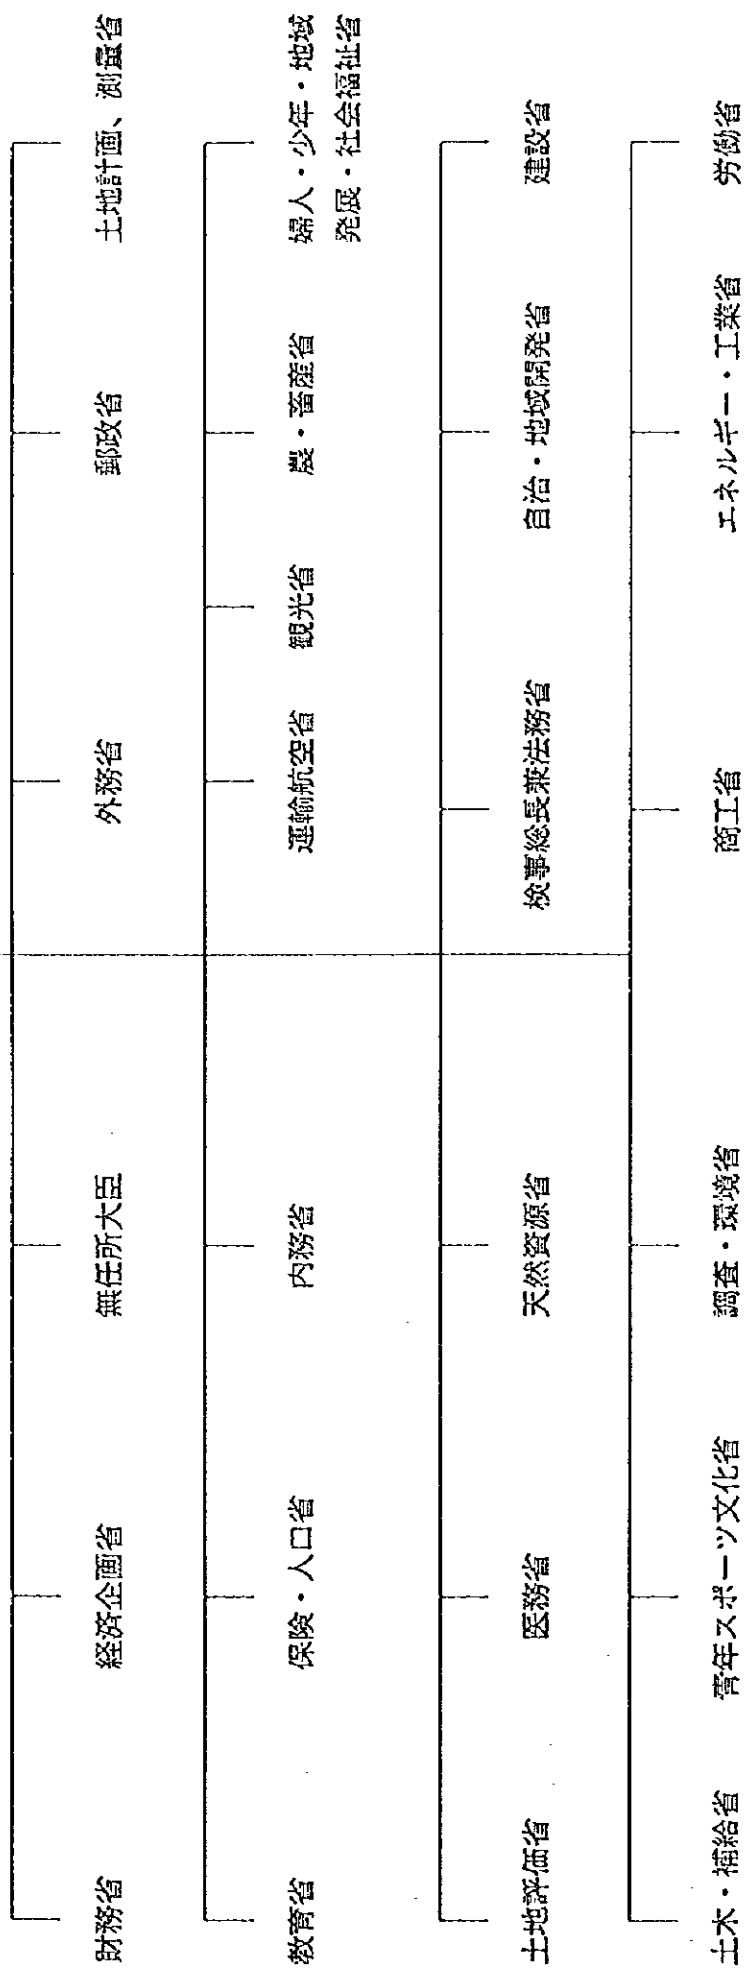 財務省
経済企画省
無任所大臣
外務省
郵政省
土地計画、測量省
教育省
保険・人口省
内務省
運輸航空省
観光省
農・畜産省
婦人・少年・地域
発展・社会福祉省
土地評価省
医務省
天然資源省
検事総長兼法務省
自治・地域開発省
建設省
土木・補給省
青年スポーツ文化省
調査・環境省
商工省
エネルギー・工業省
労働省